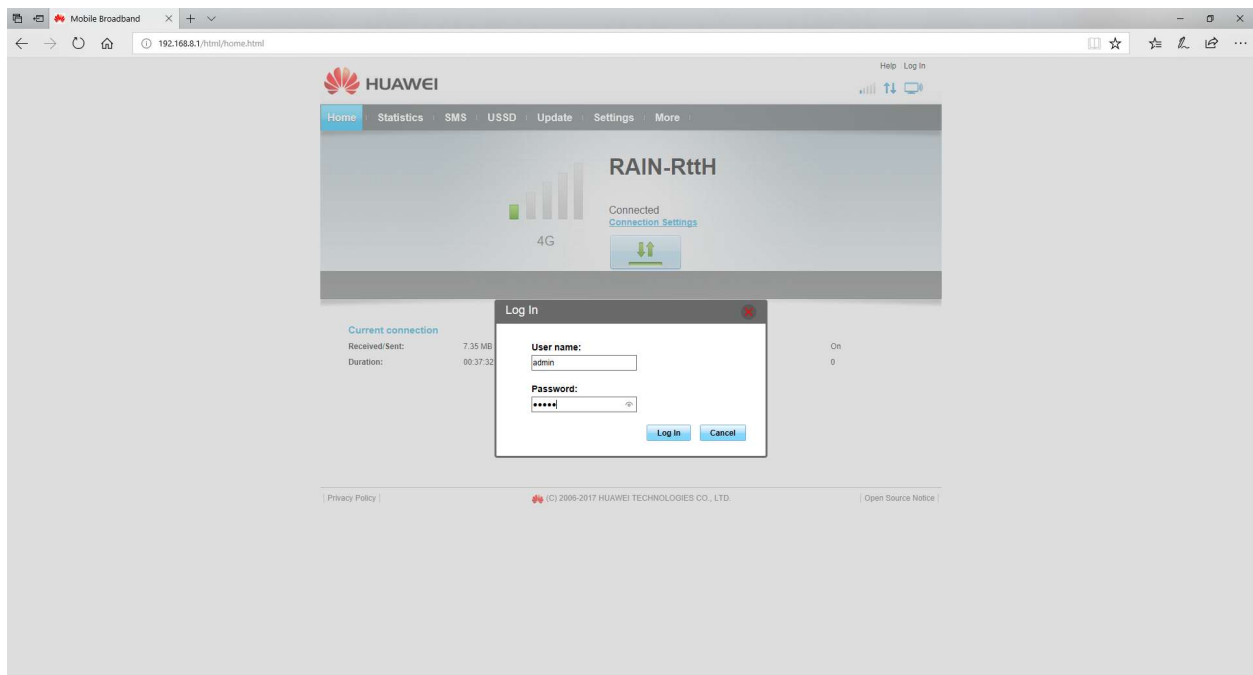 Mobile Broadband
192.168.8.1/html/home.html
Help Log In
HUAWEI
Home Statistics SMS USSD Update Settings More
RAIN-RttH
Connected
Connection Settings
4G
Log In
Current connection
Received/Sent: 7.35 MB On
Duration: 00:37:32 0
User name:
admin
Password:
•••••
Log In Cancel
Privacy Policy (C) 2006-2017 HUAWEI TECHNOLOGIES CO., LTD. Open Source Notice